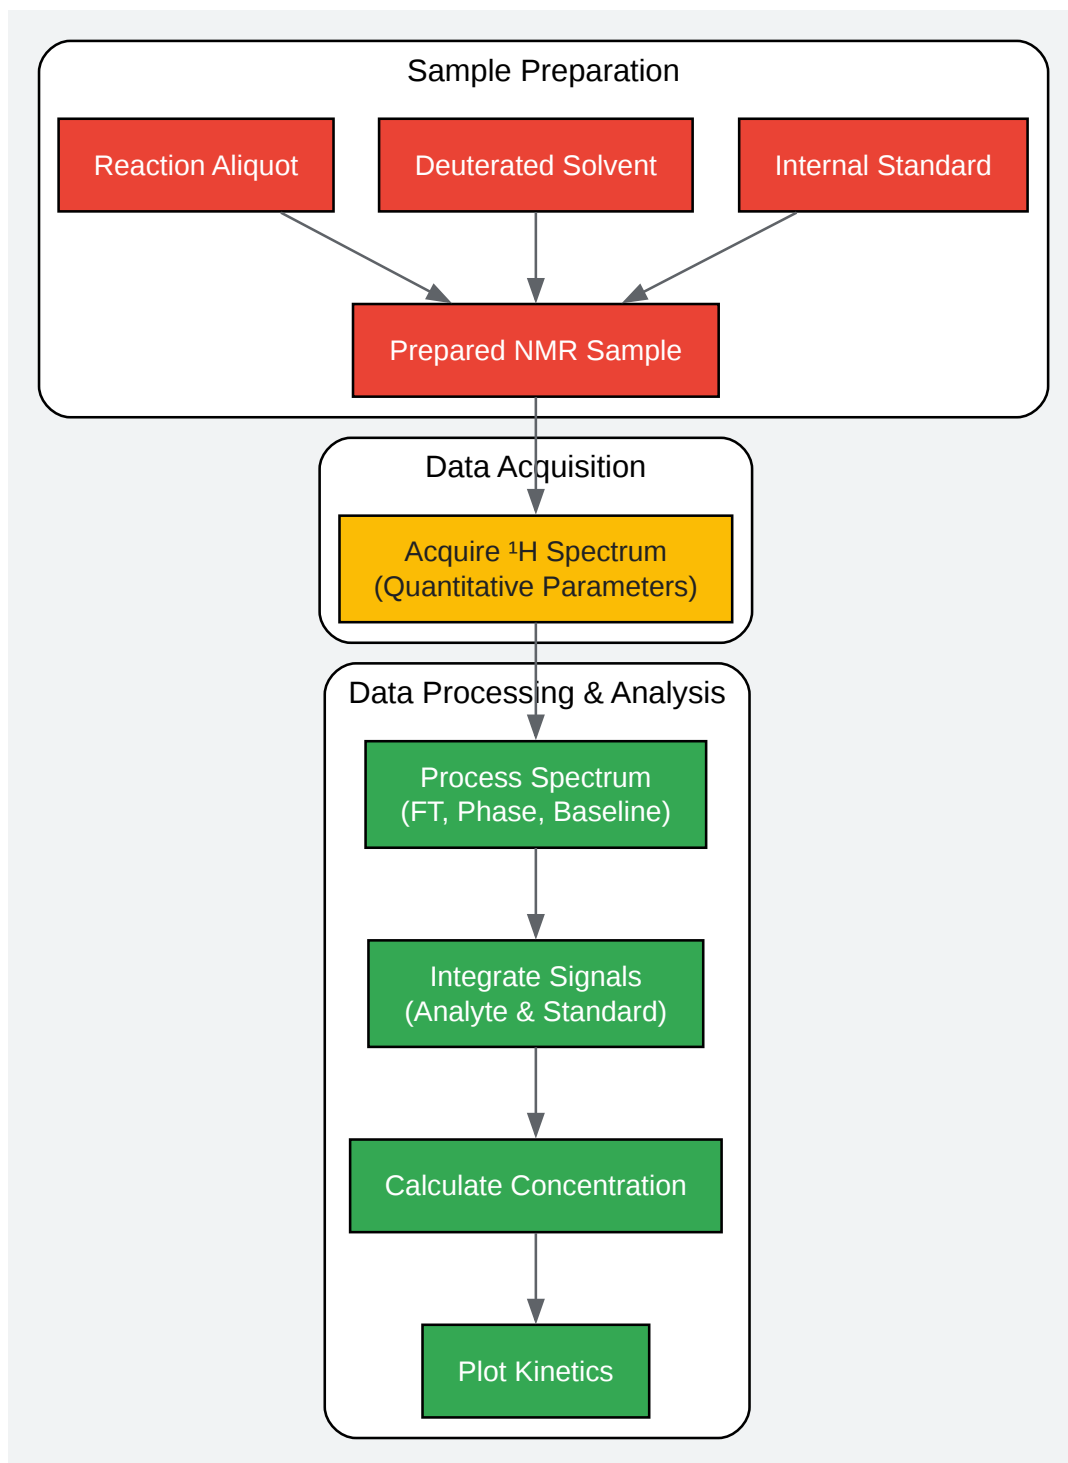 Sample Preparation
Reaction Aliquot
Deuterated Solvent
Internal Standard
Prepared NMR Sample
Data Acquisition
Acquire ¹H Spectrum
(Quantitative Parameters)
Data Processing & Analysis
Process Spectrum
(FT, Phase, Baseline)
Integrate Signals
(Analyte & Standard)
Calculate Concentration
Plot Kinetics